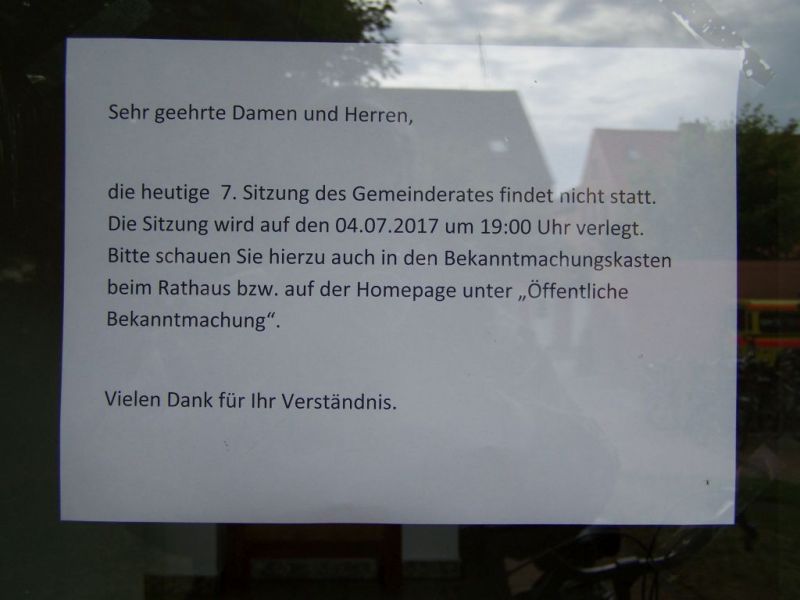 Sehr geehrte Damen und Herren,
die heutige  7. Sitzung des Gemeinderates findet nicht statt.
Die Sitzung wird auf den 04.07.2017 um 19:00 Uhr verlegt.
Bitte schauen Sie hierzu auch in den Bekanntmachungskasten
beim Rathaus bzw. auf der Homepage unter „Öffentliche
Bekanntmachung“.
Vielen Dank für Ihr Verständnis.